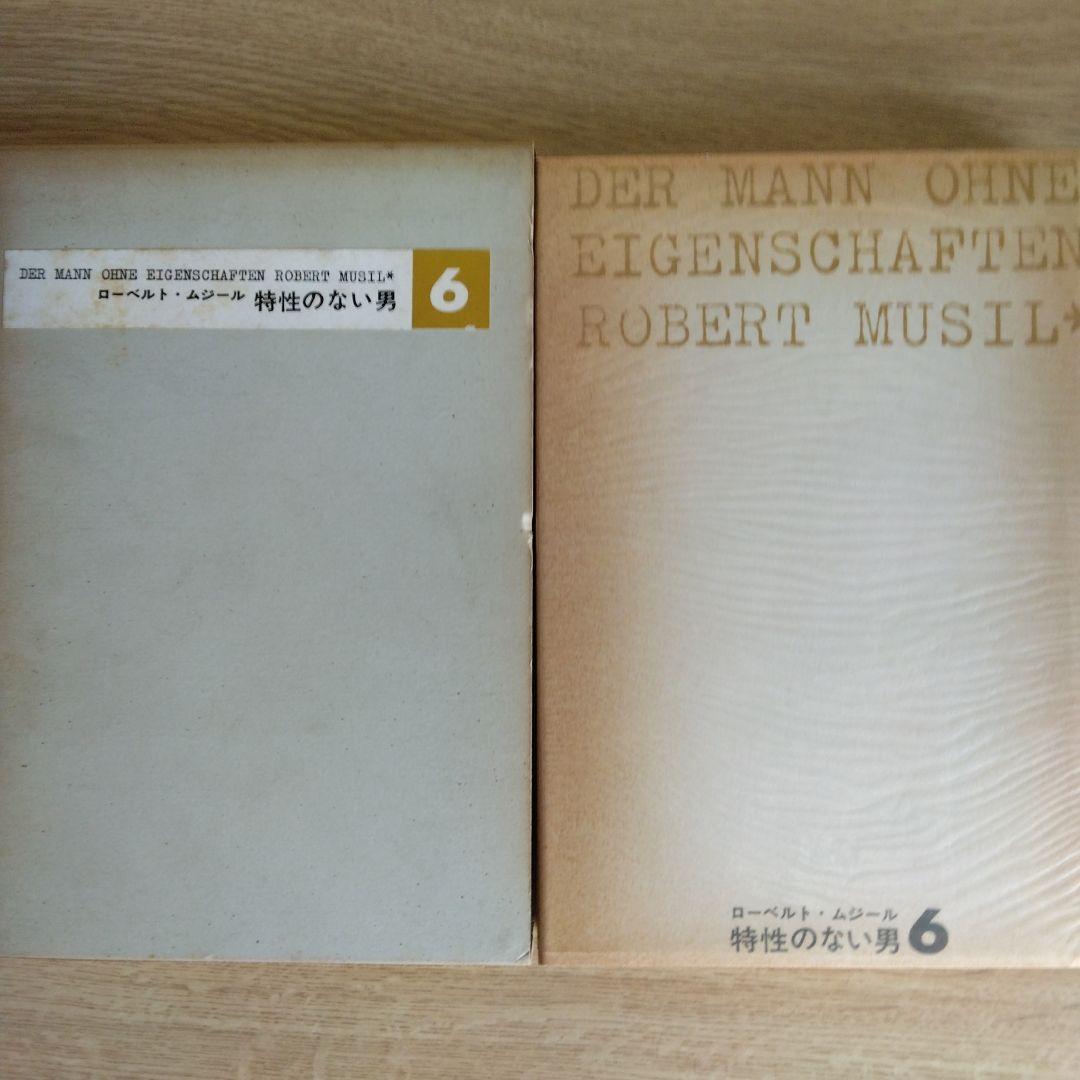 DER MANN OHNE EIGENSCHAFTEN ROBERT MUSIL*
ローベルト・ムジール 特性のない男
6
DER MANN OHNE
EIGENSCHAFTEN
ROBERT MUSIL*
ローベルト・ムジール
特性のない男 6